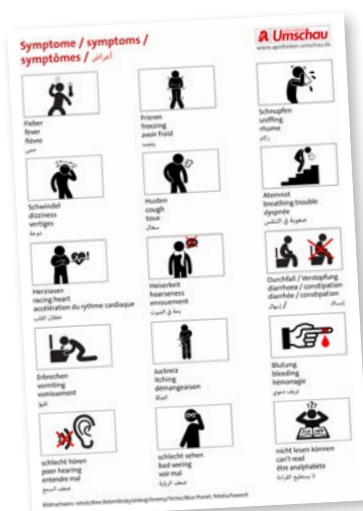 Symptome / symptoms /
symptômes / أعراض
Apotheken
A Umschau
www.apotheken-umschau.de
Fieber
fever
fièvre
حمى
Frieren
freezing
avoir froid
Schnupfen
sniffing
rhume
زكام
Schwindel
dizziness
vertiges
دوخة
Husten
cough
toux
سعال
Atemnot
breathing trouble
dyspnée
صعوبة في التنفس
Herzrasen
racing heart
accélération du rythme cardiaque
خفقان القلب
Heiserkeit
hoarseness
enrouement
بحة في الصوت
Durchfall / Verstopfung
diarrhoea / constipation
diarrhée / constipation
إسهال / إمساك
Erbrechen
vomiting
vomissement
تقيؤ
Juckreiz
itching
démangeaison
الحكة
Blutung
bleeding
hémorragie
نزيف دموي
schlecht hören
poor hearing
entendre mal
ضعف السمع
schlecht sehen
bad seeing
voir mal
ضعف الرؤية
nicht lesen können
can't read
être analphabète
لا يستطيع القراءة